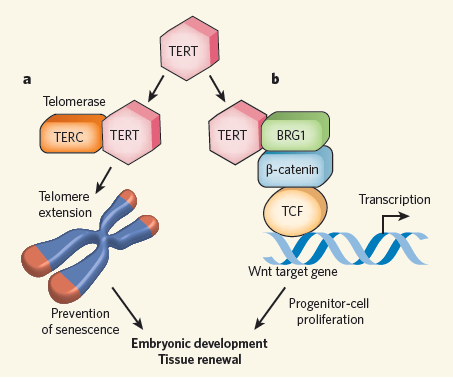 TERT
a
b
Telomerase
TERC
TERT
TERT
BRG1
β-catenin
TCF
Telomere
extension
Transcription
Wnt target gene
Prevention
of senescence
Progenitor-cell
proliferation
Embryonic development
Tissue renewal